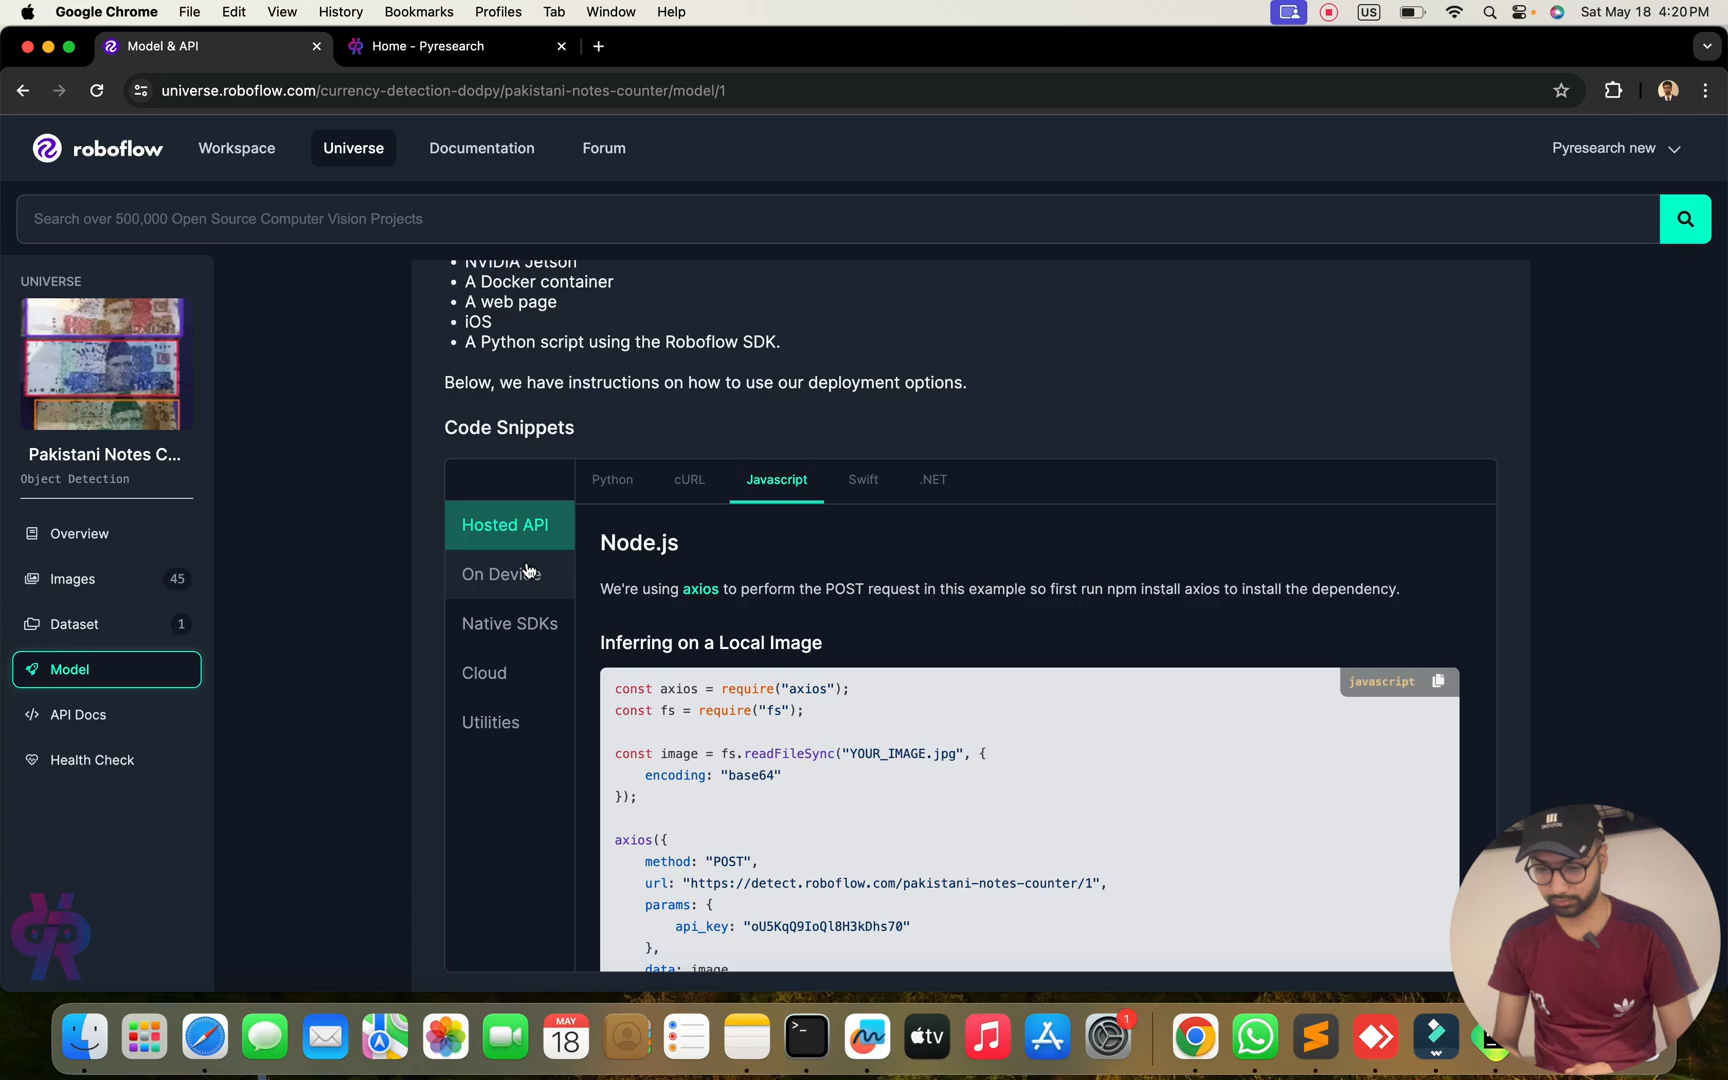 Google Chrome File Edit View History Bookmarks Profiles Tab Window Help US Sat May 18 4:20 PM
Model & API Home - Pyresearch
universe.roboflow.com/currency-detection-dodpy/pakistani-notes-counter/model/1
roboflow Workspace Universe Documentation Forum Pyresearch new
Search over 500,000 Open Source Computer Vision Projects
UNIVERSE
Pakistani Notes C...
Object Detection
Overview
Images 45
Dataset 1
Model
API Docs
Health Check
• NVIDIA Jetson
• A Docker container
• A web page
• iOS
• A Python script using the Roboflow SDK.
Below, we have instructions on how to use our deployment options.
Code Snippets
Python cURL Javascript Swift .NET
Hosted API
On Device
Native SDKs
Cloud
Utilities
Node.js
We're using axios to perform the POST request in this example so first run npm install axios to install the dependency.
Inferring on a Local Image
javascript
const axios = require("axios");
const fs = require("fs");
const image = fs.readFileSync("YOUR_IMAGE.jpg", {
encoding: "base64"
});
axios({
method: "POST",
url: "https://detect.roboflow.com/pakistani-notes-counter/1",
params: {
api_key: "oU5KqQ9IoQl8H3kDhs70"
},
data: image
MAY
18
tv
1